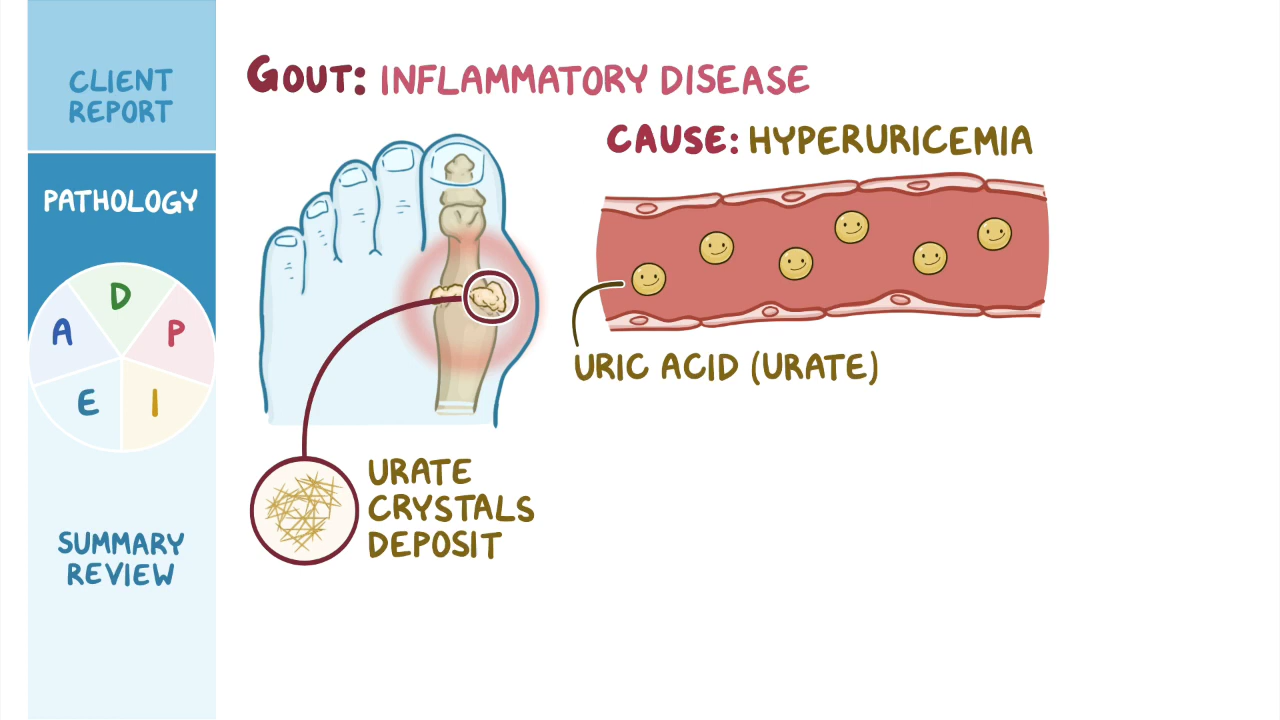 CLIENT
REPORT
PATHOLOGY
A
D
P
E
I
SUMMARY
REVIEW
GOUT: INFLAMMATORY DISEASE
CAUSE: HYPERURICEMIA
URIC ACID (URATE)
URATE
CRYSTALS
DEPOSIT